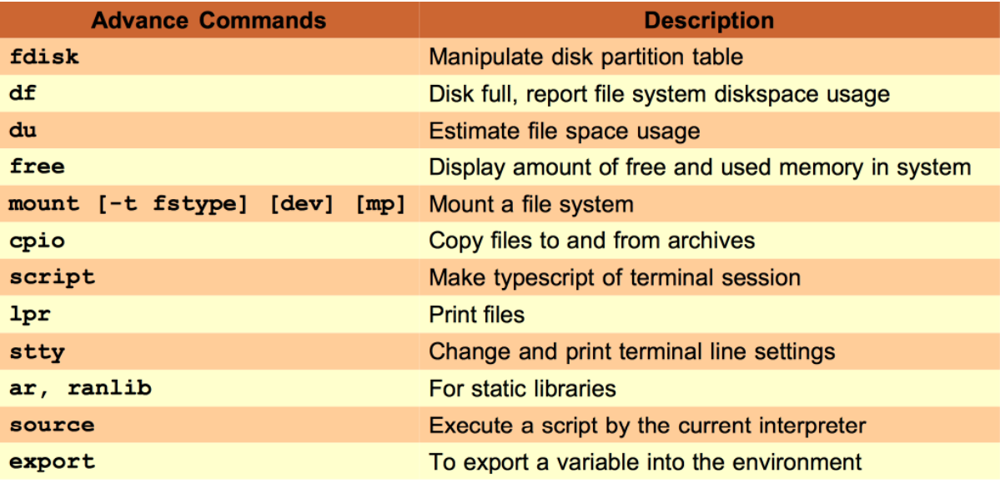 Advance Commands Description
fdisk Manipulate disk partition table
df Disk full, report file system diskspace usage
du Estimate file space usage
free Display amount of free and used memory in system
mount [-t fstype] [dev] [mp] Mount a file system
cpio Copy files to and from archives
script Make typescript of terminal session
lpr Print files
stty Change and print terminal line settings
ar, ranlib For static libraries
source Execute a script by the current interpreter
export To export a variable into the environment